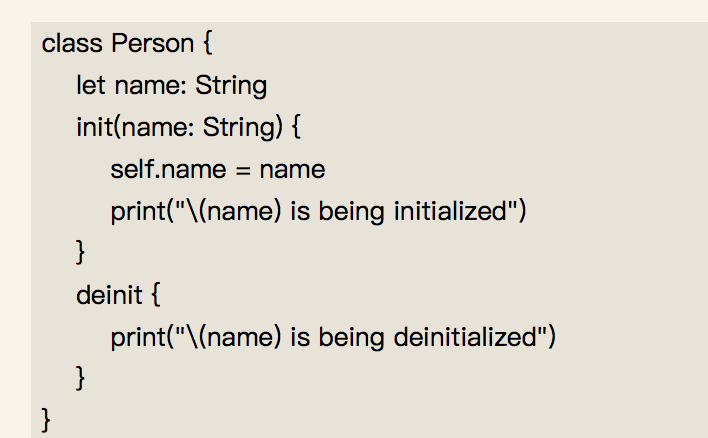 class Person {
let name: String
init(name: String) {
self.name = name
print("\(name) is being initialized")
}
deinit {
print("\(name) is being deinitialized")
}
}